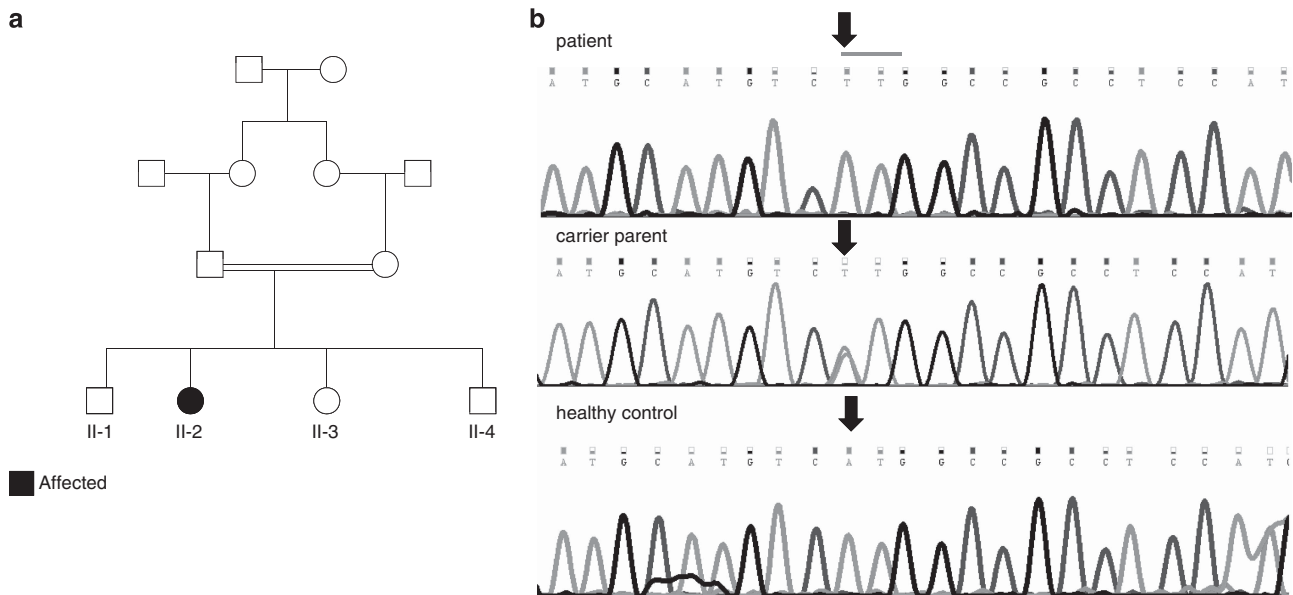 a
II-1 II-2 II-3 II-4
Affected
b
patient
A T G C A T G T C T T G G C C G C C T C C A T
carrier parent
A T G C A T G T C T T G G C C G C C T C C A T
healthy control
A T G C A T G T C A T G G C C G C C T C C A T